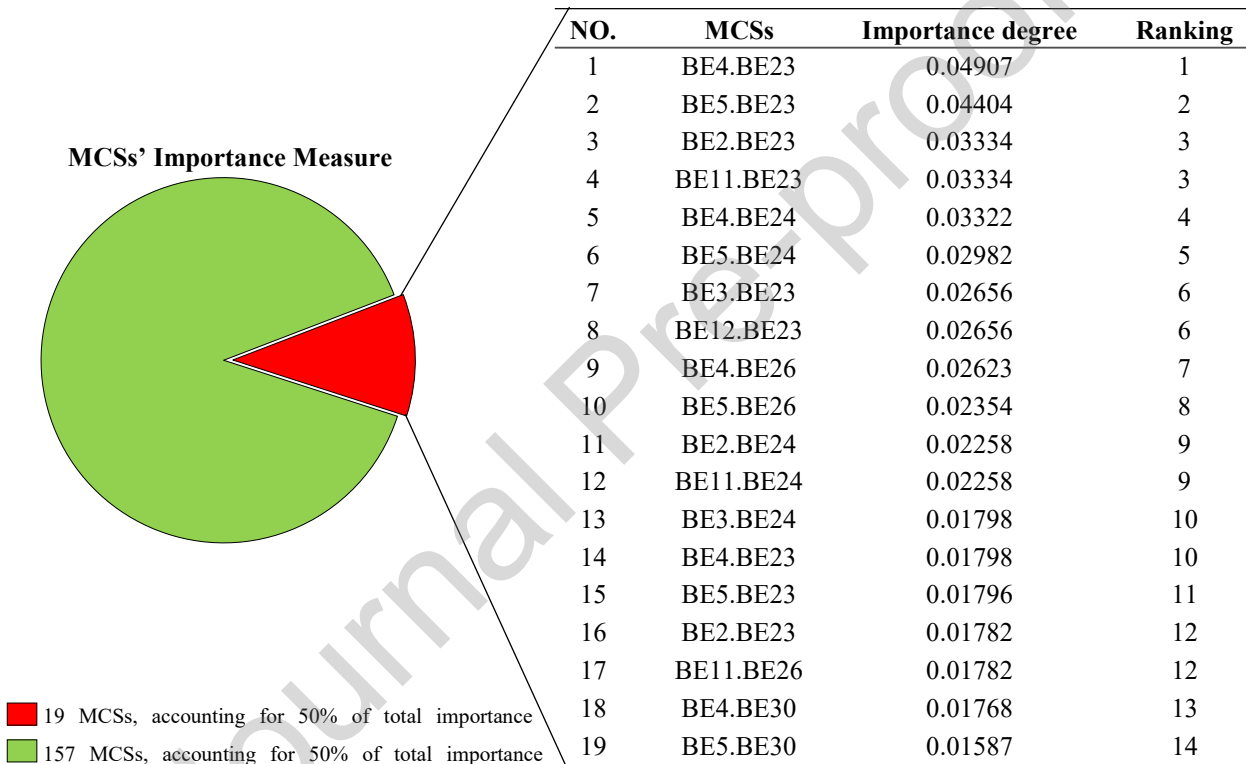 NO. MCSs Importance degree Ranking
1 BE4.BE23 0.04907 1
2 BE5.BE23 0.04404 2
3 BE2.BE23 0.03334 3
4 BE11.BE23 0.03334 3
5 BE4.BE24 0.03322 4
6 BE5.BE24 0.02982 5
7 BE3.BE23 0.02656 6
8 BE12.BE23 0.02656 6
9 BE4.BE26 0.02623 7
10 BE5.BE26 0.02354 8
11 BE2.BE24 0.02258 9
12 BE11.BE24 0.02258 9
13 BE3.BE24 0.01798 10
14 BE4.BE23 0.01798 10
15 BE5.BE23 0.01796 11
16 BE2.BE23 0.01782 12
17 BE11.BE26 0.01782 12
18 BE4.BE30 0.01768 13
19 BE5.BE30 0.01587 14
MCSs' Importance Measure
19 MCSs, accounting for 50% of total importance
157 MCSs, accounting for 50% of total importance
Journal Pre-proof